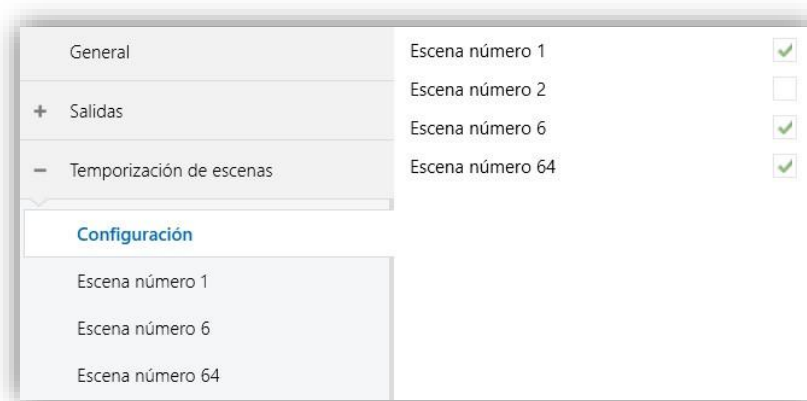 General
+ Salidas
− Temporización de escenas
Configuración
Escena número 1
Escena número 6
Escena número 64
Escena número 1
Escena número 2
Escena número 6
Escena número 64